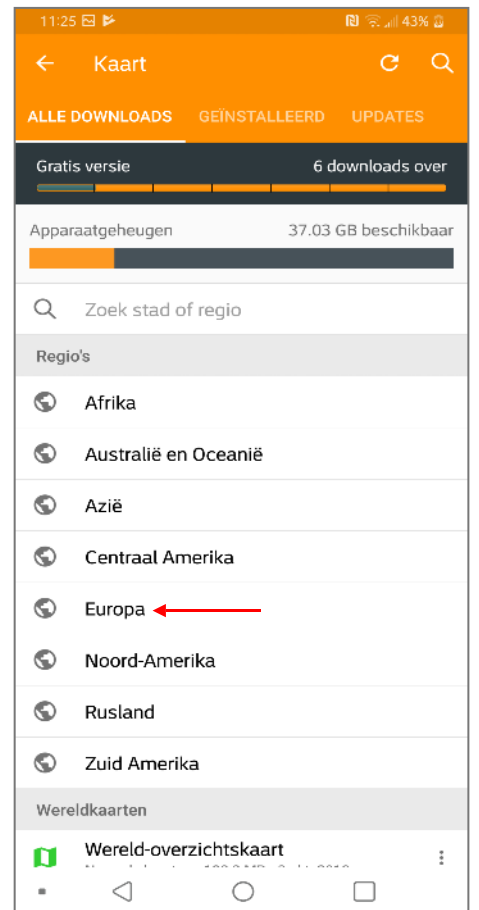 11:25 43%
Kaart
ALLE DOWNLOADS GEÏNSTALLEERD UPDATES
Gratis versie 6 downloads over
Apparaatgeheugen 37.03 GB beschikbaar
Zoek stad of regio
Regio's
Afrika
Australië en Oceanië
Azië
Centraal Amerika
Europa
Noord-Amerika
Rusland
Zuid Amerika
Wereldkaarten
Wereld-overzichtskaart